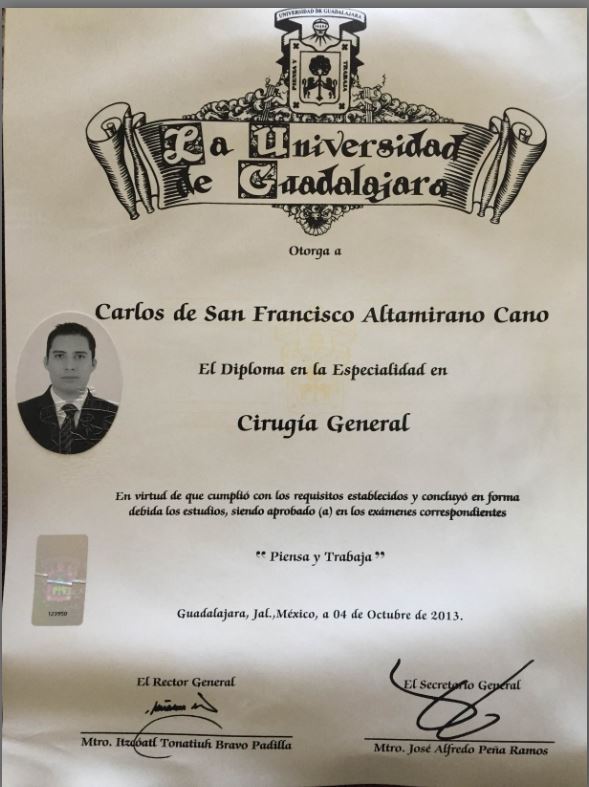 UNIVERSIDAD DE GUADALAJARA
PIENSA Y
TRABAJA
La Universidad
de Guadalajara
Otorga a
Carlos de San Francisco Altamirano Cano
El Diploma en la Especialidad en
Cirugía General
En virtud de que cumplió con los requisitos establecidos y concluyó en forma
debida los estudios, siendo aprobado (a) en los exámenes correspondientes
“ Piensa y Trabaja ”
Guadalajara, Jal.,México, a 04 de Octubre de 2013.
El Rector General
El Secretario General
Mtro. Itzcóatl Tonatiuh Bravo Padilla
Mtro. José Alfredo Peña Ramos